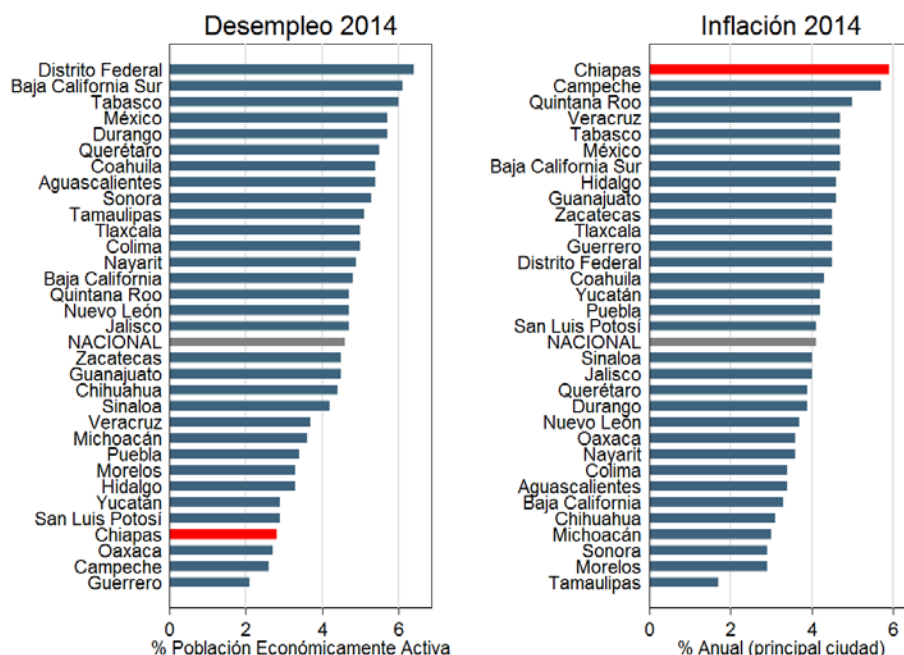 Desempleo 2014
Distrito Federal
Baja California Sur
Tabasco
México
Durango
Querétaro
Coahuila
Aguascalientes
Sonora
Tamaulipas
Tlaxcala
Colima
Nayarit
Baja California
Quintana Roo
Nuevo León
Jalisco
NACIONAL
Zacatecas
Guanajuato
Chihuahua
Sinaloa
Veracruz
Michoacán
Puebla
Morelos
Hidalgo
Yucatán
San Luis Potosí
Chiapas
Oaxaca
Campeche
Guerrero
0 2 4 6
% Población Económicamente Activa
Inflación 2014
Chiapas
Campeche
Quintana Roo
Veracruz
Tabasco
México
Baja California Sur
Hidalgo
Guanajuato
Zacatecas
Tlaxcala
Guerrero
Distrito Federal
Coahuila
Yucatán
Puebla
San Luis Potosí
NACIONAL
Sinaloa
Jalisco
Querétaro
Durango
Nuevo León
Oaxaca
Nayarit
Colima
Aguascalientes
Baja California
Chihuahua
Michoacán
Sonora
Morelos
Tamaulipas
0 2 4 6
% Anual (principal ciudad)